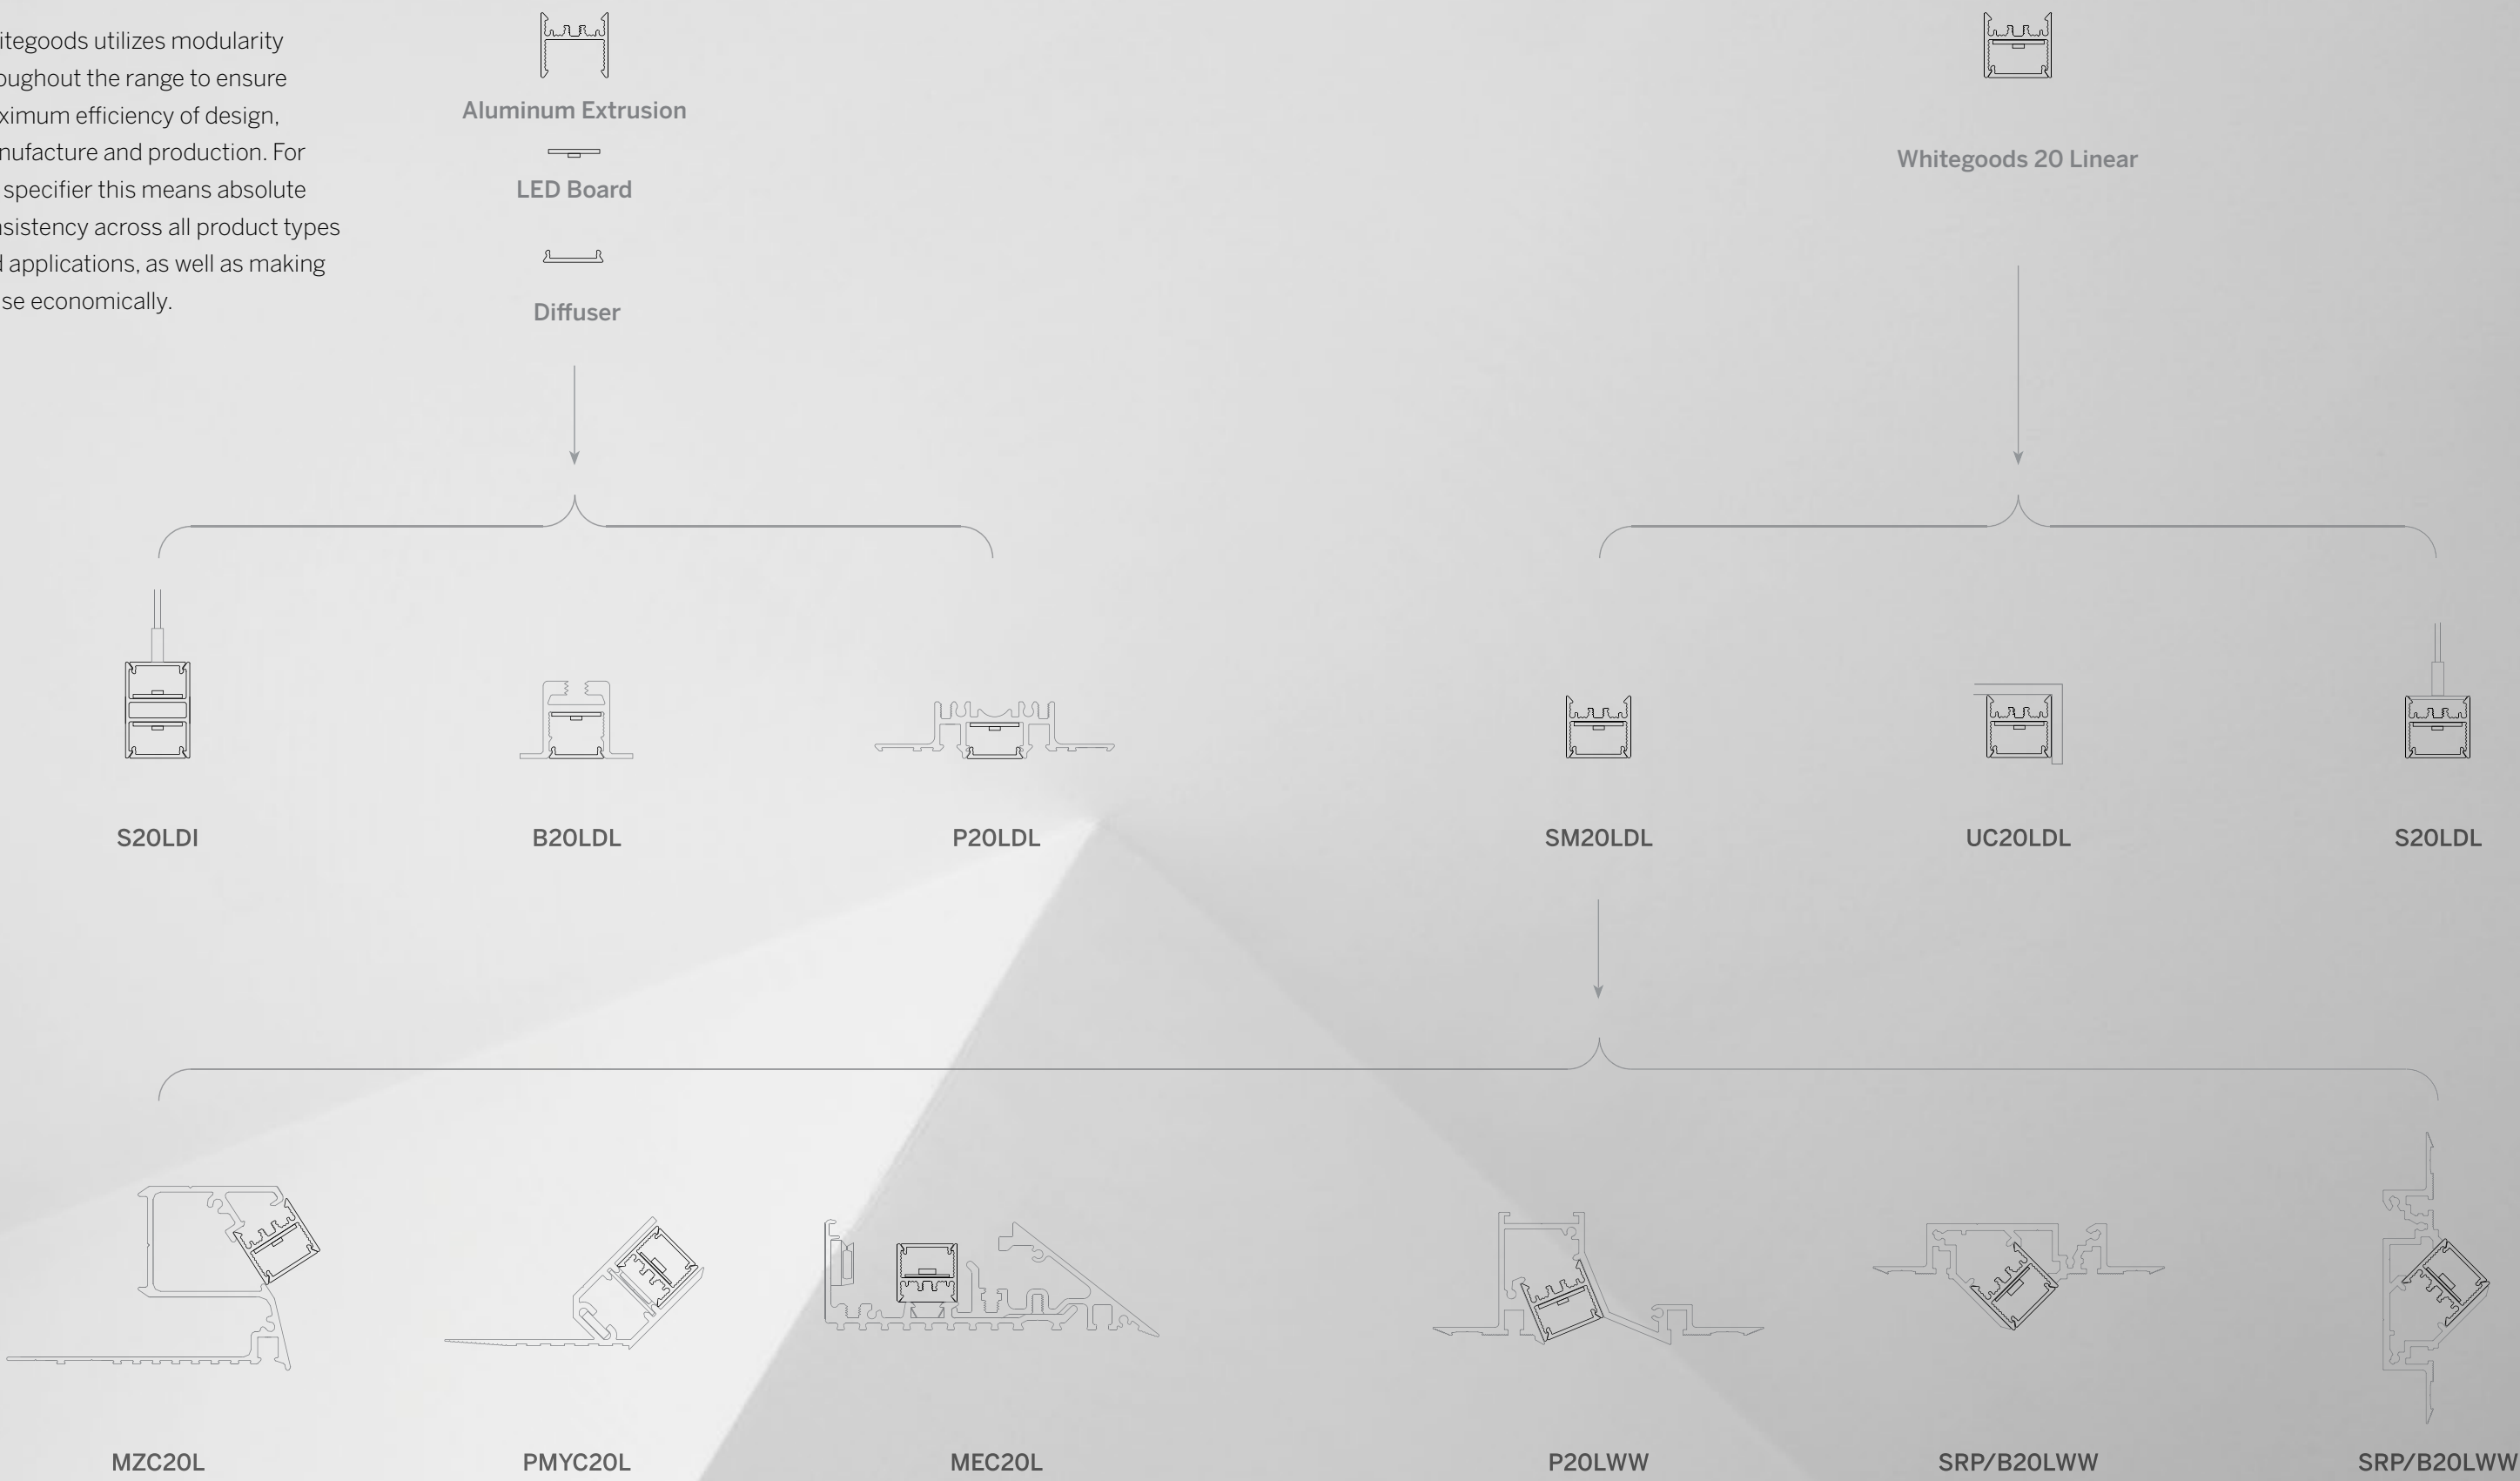 itegoods utilizes modularity
oughout the range to ensure
ximum efficiency of design,
nufacture and production. For
specifier this means absolute
nsistency across all product types
d applications, as well as making
se economically.
Aluminum Extrusion
LED Board
Diffuser
Whitegoods 20 Linear
S20LDI
B20LDL
P20LDL
SM20LDL
UC20LDL
S20LDL
MZC20L
PMYC20L
MEC20L
P20LWW
SRP/B20LWW
SRP/B20LWW